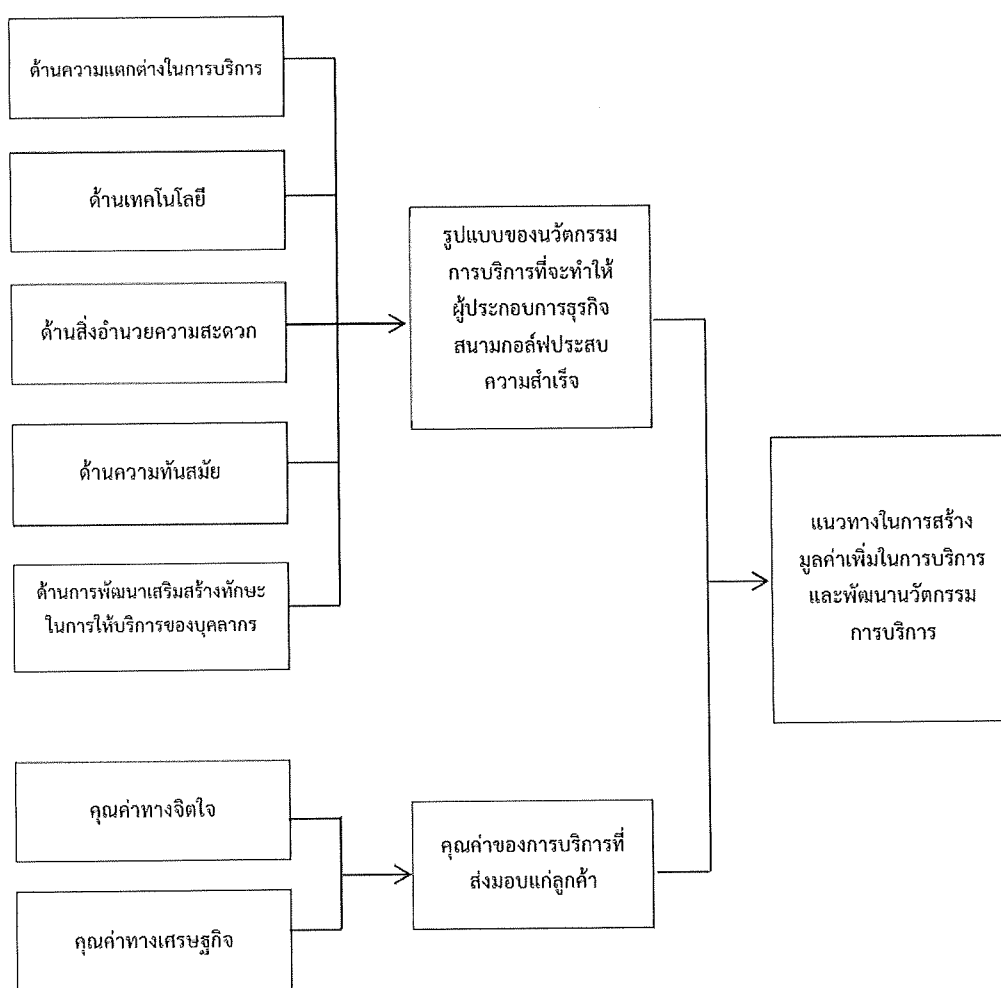 ด้านความแตกต่างในการบริการ
ด้านเทคโนโลยี
ด้านสิ่งอำนวยความสะดวก
ด้านความทันสมัย
ด้านการพัฒนาเสริมสร้างทักษะ
ในการให้บริการของบุคลากร
รูปแบบของนวัตกรรม
การบริการที่จะทำให้
ผู้ประกอบการธุรกิจ
สนามกอล์ฟประสบ
ความสำเร็จ
คุณค่าทางจิตใจ
คุณค่าทางเศรษฐกิจ
คุณค่าของการบริการที่
ส่งมอบแก่ลูกค้า
แนวทางในการสร้าง
มูลค่าเพิ่มในการบริการ
และพัฒนานวัตกรรม
การบริการ